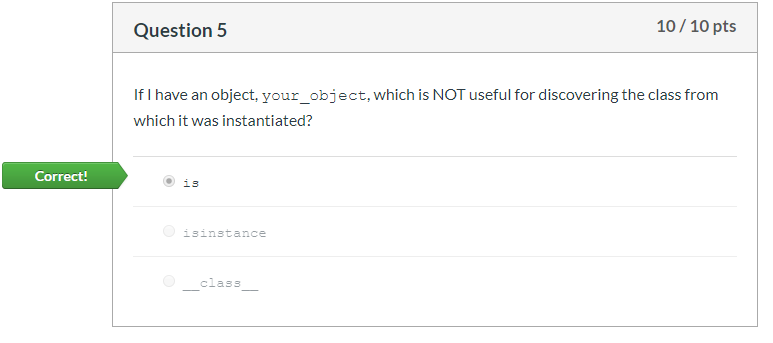 Question 5
10 / 10 pts
If I have an object, your_object, which is NOT useful for discovering the class from
which it was instantiated?
Correct!
is
isinstance
__class__